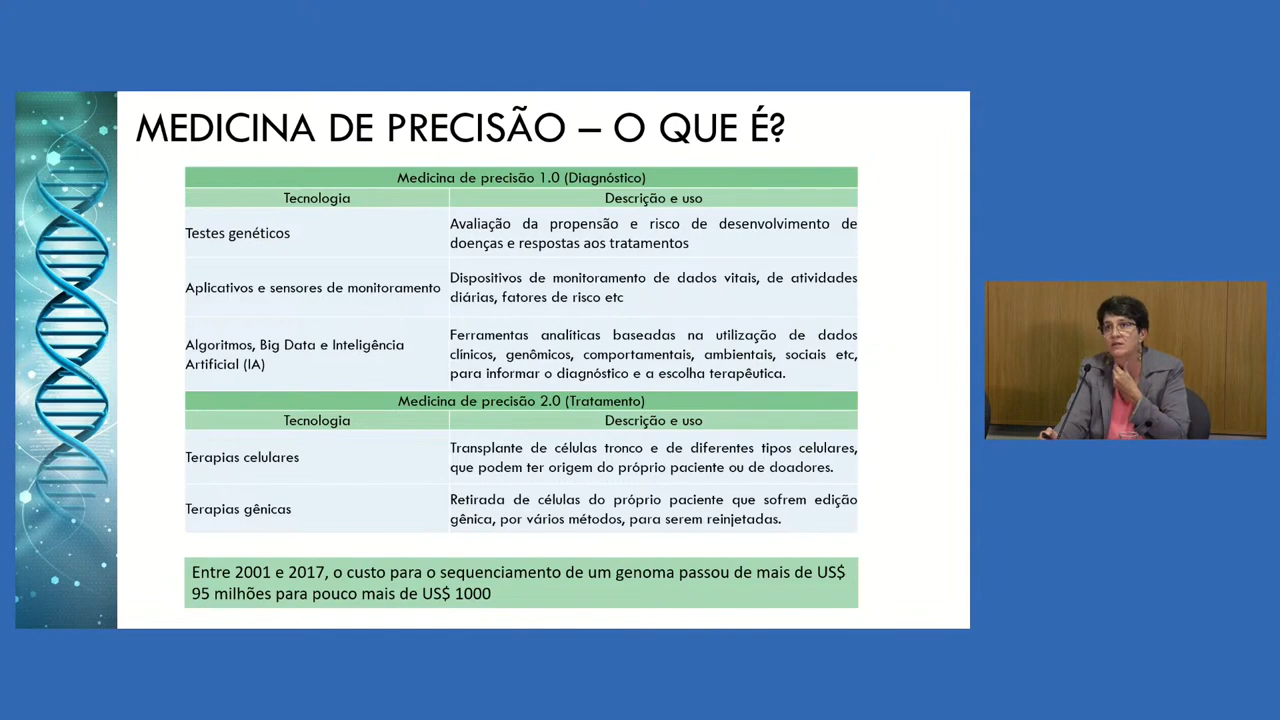 MEDICINA DE PRECISÃO – O QUE É?
Medicina de precisão 1.0 (Diagnóstico)
Tecnologia
Descrição e uso
Testes genéticos
Avaliação da propensão e risco de desenvolvimento de
doenças e respostas aos tratamentos
Aplicativos e sensores de monitoramento
Dispositivos de monitoramento de dados vitais, de atividades
diárias, fatores de risco etc
Algoritmos, Big Data e Inteligência
Artificial (IA)
Ferramentas analíticas baseadas na utilização de dados
clínicos, genômicos, comportamentais, ambientais, sociais etc,
para informar o diagnóstico e a escolha terapêutica.
Medicina de precisão 2.0 (Tratamento)
Tecnologia
Descrição e uso
Terapias celulares
Transplante de células tronco e de diferentes tipos celulares,
que podem ter origem do próprio paciente ou de doadores.
Terapias gênicas
Retirada de células do próprio paciente que sofrem edição
gênica, por vários métodos, para serem reinjetadas.
Entre 2001 e 2017, o custo para o sequenciamento de um genoma passou de mais de US$
95 milhões para pouco mais de US$ 1000